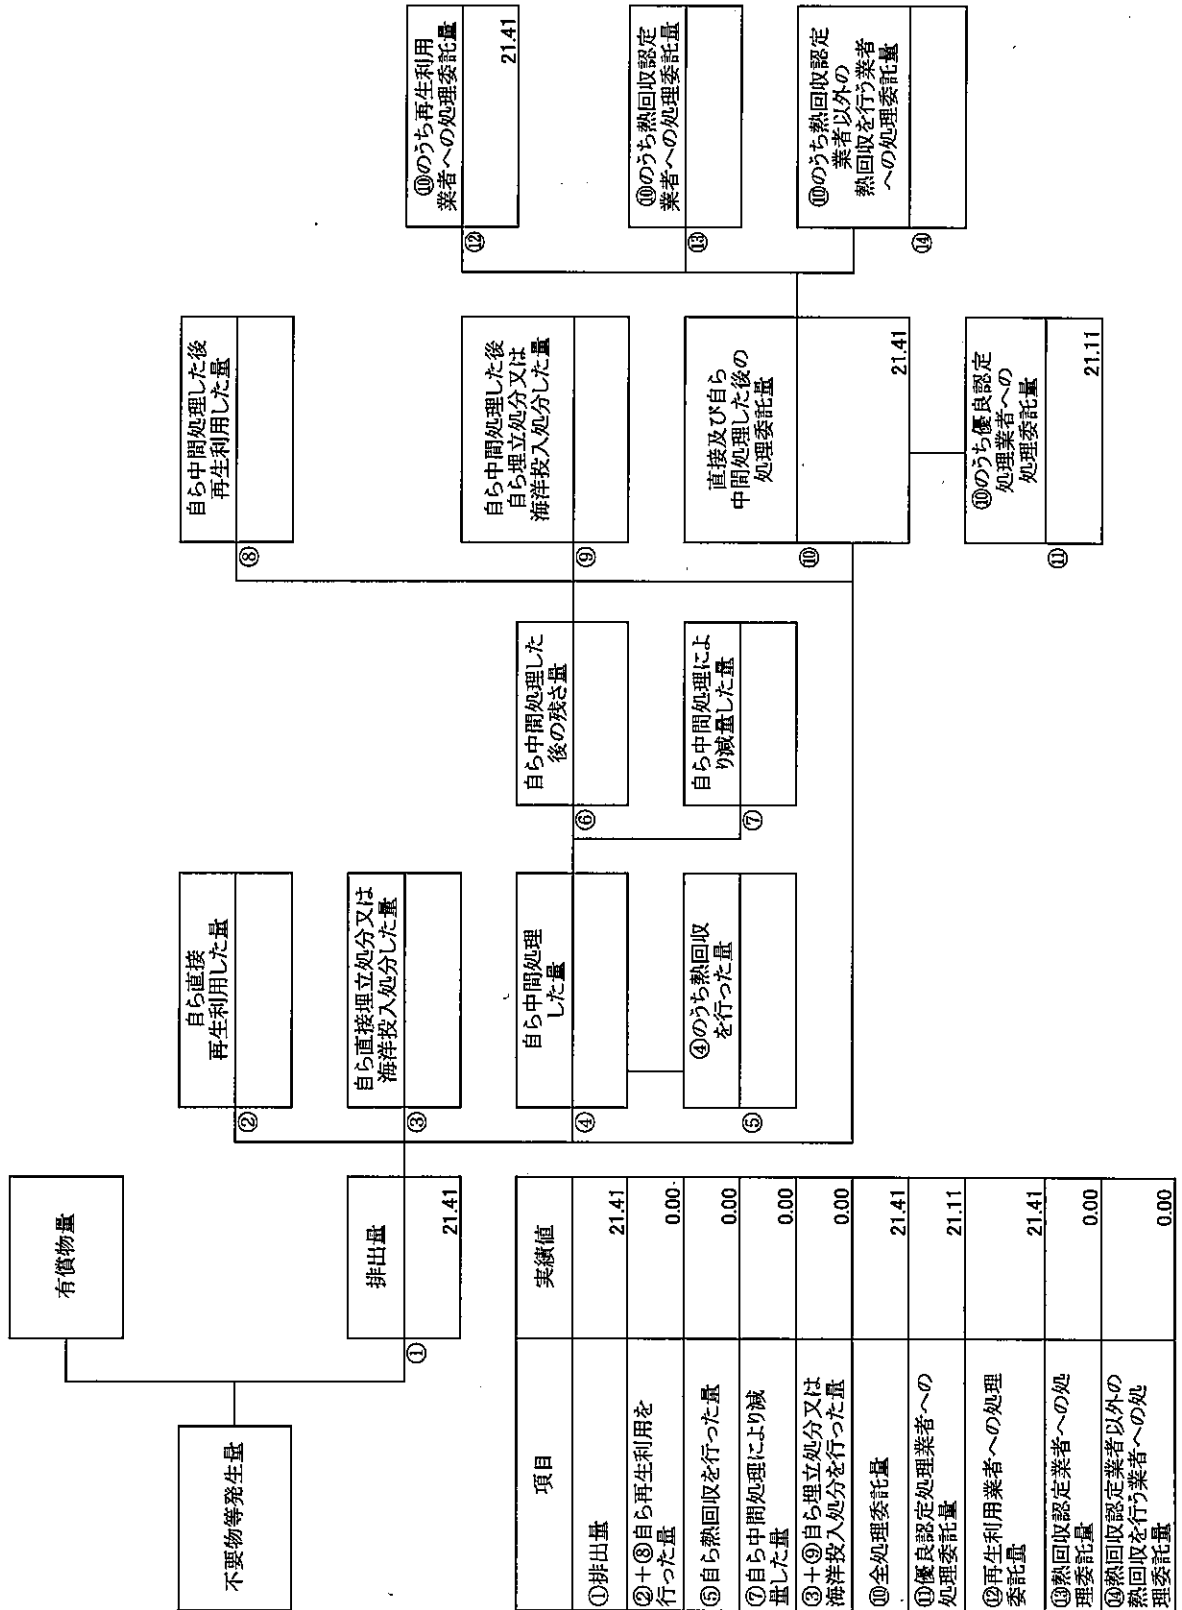 不要物等発生量
有償物量
①
排出量
21.41
②
自ら直接
再生利用した量
③
自ら直接埋立処分又は
海洋投入処分した量
④
自ら中間処理
した量
⑤
④のうち熱回収
を行った量
⑥
自ら中間処理した
後の残さ量
⑦
自ら中間処理によ
り減量した量
⑧
自ら中間処理した後
再生利用した量
⑨
自ら中間処理した後
自ら埋立処分又は
海洋投入処分した量
⑩
直接及び自ら
中間処理した後の
処理委託量
21.41
⑪
⑩のうち優良認定
処理業者への
処理委託量
21.11
⑫
⑩のうち再生利用
業者への処理委託量
21.41
⑬
⑩のうち熱回収認定
業者への処理委託量
⑭
⑩のうち熱回収認定
業者以外の
熱回収を行う業者
への処理委託量
項目
実績値
①排出量
21.41
②+⑧自ら再生利用を
行った量
0.00
⑤自ら熱回収を行った量
0.00
⑦自ら中間処理により減
量した量
0.00
③+⑨自ら埋立処分又は
海洋投入処分を行った量
0.00
⑩全処理委託量
21.41
⑪優良認定処理業者への
処理委託量
21.11
⑫再生利用業者への処理
委託量
21.41
⑬熱回収認定業者への処
理委託量
0.00
⑭熱回収認定業者以外の
熱回収を行う業者への処
理委託量
0.00